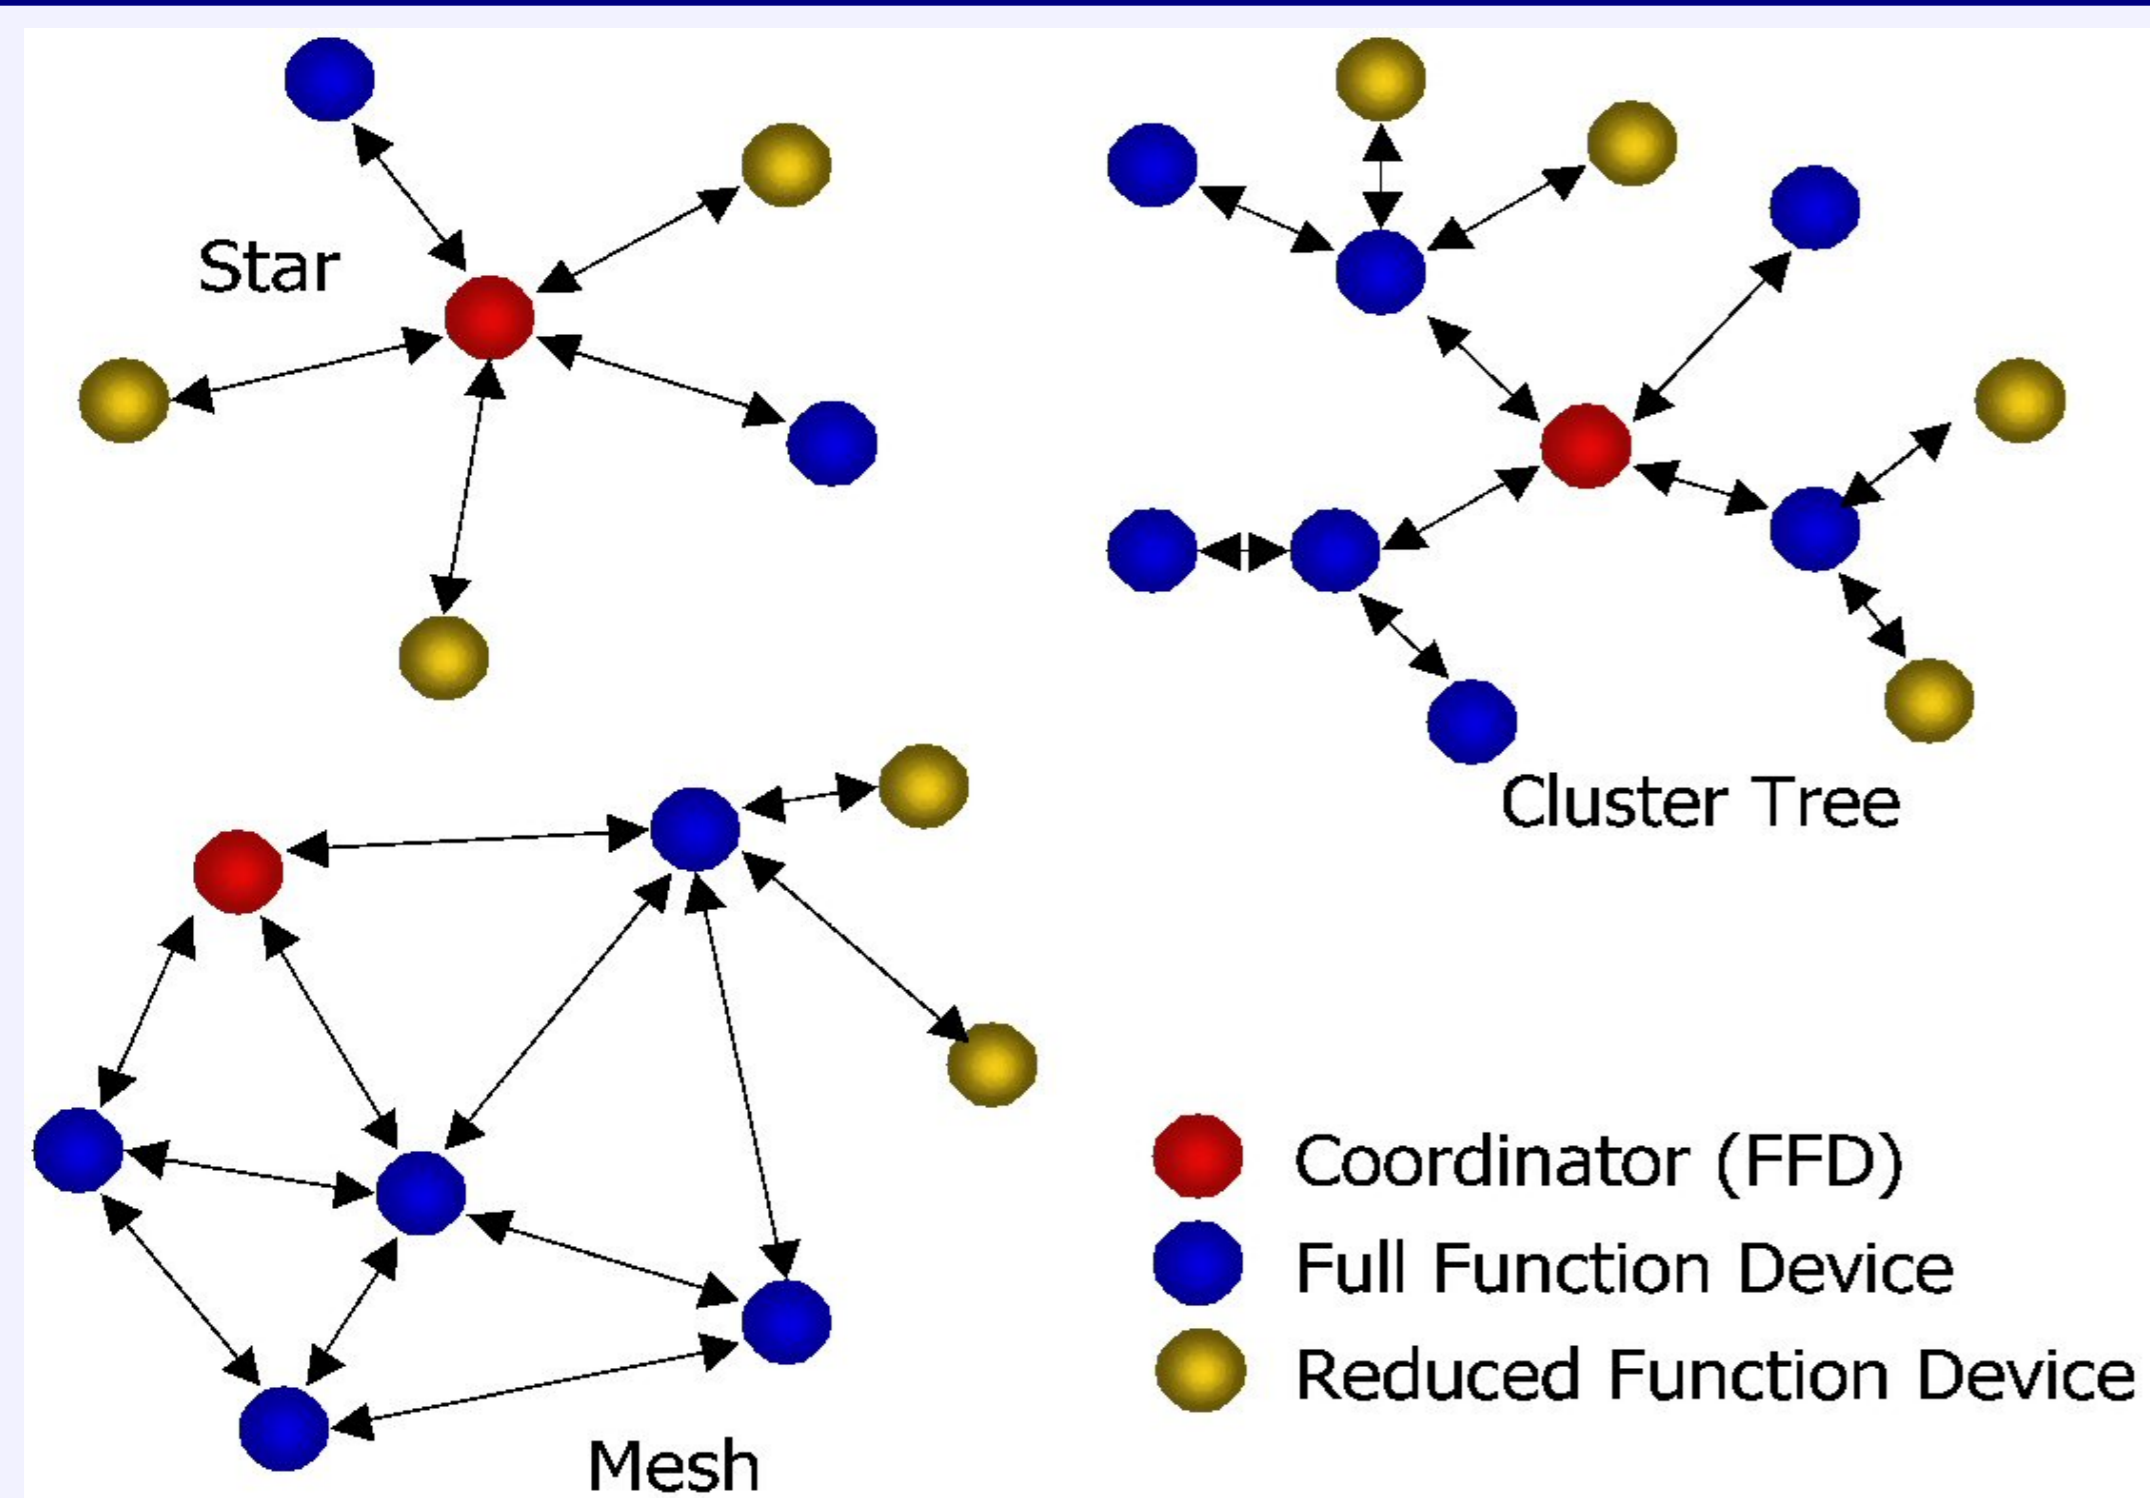 Star
Cluster Tree
Mesh
Coordinator (FFD)
Full Function Device
Reduced Function Device